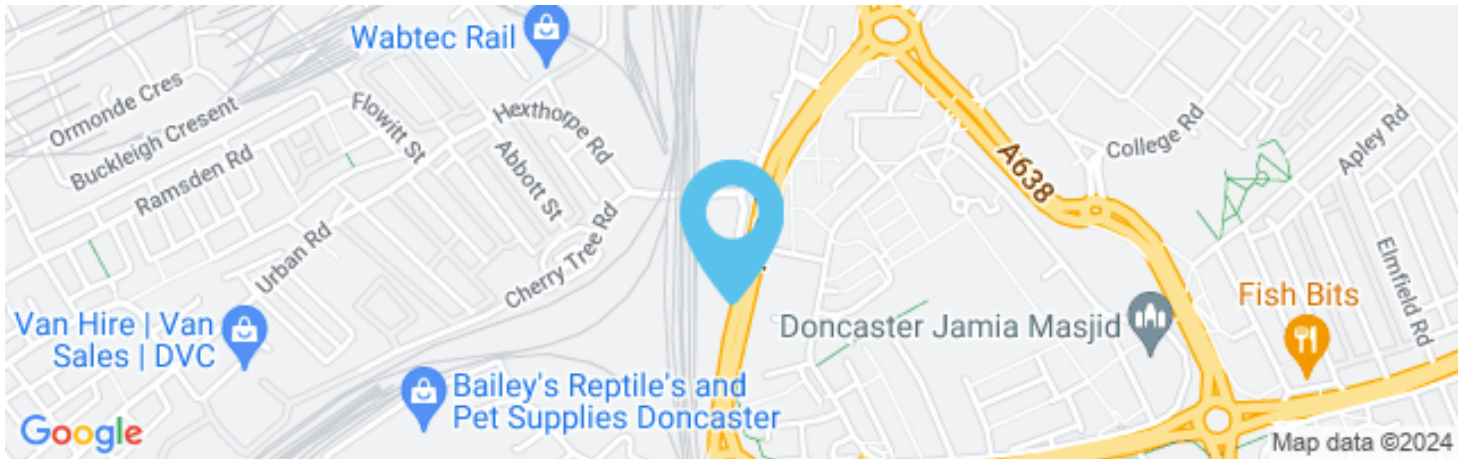 Wabtec Rail
Ormonde Cres
Buckleigh Cresent
Ramsden Rd
Flowitt St
Hexthorpe Rd
Abbott St
Urban Rd
Cherry Tree Rd
A638
College Rd
Apley Rd
Elmfield Rd
Fish Bits
Doncaster Jamia Masjid
Van Hire | Van
Sales | DVC
Bailey's Reptile's and
Pet Supplies Doncaster
Google
Map data ©2024